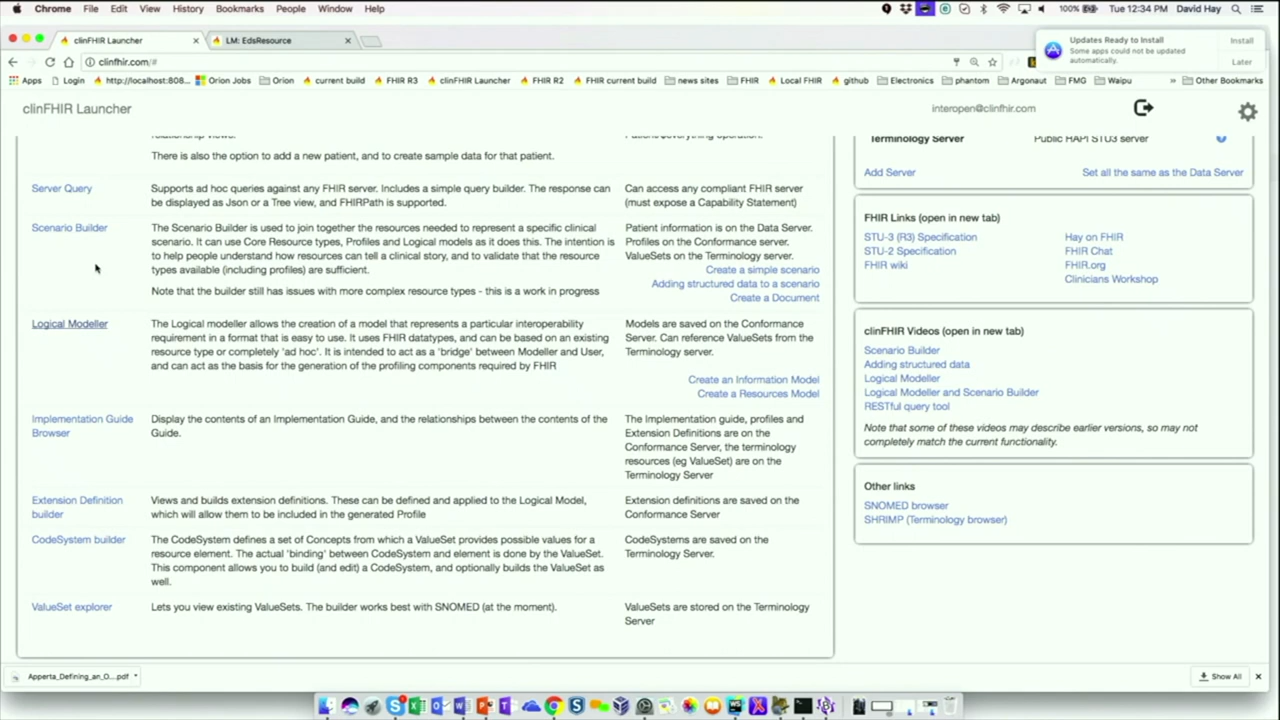 Chrome File Edit View History Bookmarks People Window Help
100% Tue 12:34 PM David Hay
clinFHIR Launcher
LM: EdsResource
Updates Ready to Install
Some apps could not be updated
automatically.
Install
Later
clinfhir.com/#
Apps Login http://localhost:808... Orion Jobs Orion current build FHIR R3 clinFHIR Launcher FHIR R2 FHIR current build news sites FHIR Local FHIR github Electronics phantom Argonaut FMG Waipu » Other Bookmarks
clinFHIR Launcher
interopen@clinfhir.com
There is also the option to add a new patient, and to create sample data for that patient.
Server Query
Supports ad hoc queries against any FHIR server. Includes a simple query builder. The response can
be displayed as Json or a Tree view, and FHIRPath is supported.
Can access any compliant FHIR server
(must expose a Capability Statement)
Scenario Builder
The Scenario Builder is used to join together the resources needed to represent a specific clinical
scenario. It can use Core Resource types, Profiles and Logical models as it does this. The intention is
to help people understand how resources can tell a clinical story, and to validate that the resource
types available (including profiles) are sufficient.
Note that the builder still has issues with more complex resource types - this is a work in progress
Patient information is on the Data Server.
Profiles on the Conformance server.
ValueSets on the Terminology server.
Create a simple scenario
Adding structured data to a scenario
Create a Document
Logical Modeller
The Logical modeller allows the creation of a model that represents a particular interoperability
requirement in a format that is easy to use. It uses FHIR datatypes, and can be based on an existing
resource type or completely 'ad hoc'. It is intended to act as a 'bridge' between Modeller and User,
and can act as the basis for the generation of the profiling components required by FHIR
Models are saved on the Conformance
Server. Can reference ValueSets from the
Terminology server.
Create an Information Model
Create a Resources Model
Implementation Guide
Browser
Display the contents of an Implementation Guide, and the relationships between the contents of the
Guide.
The Implementation guide, profiles and
Extension Definitions are on the
Conformance Server, the terminology
resources (eg ValueSet) are on the
Terminology Server
Extension Definition
builder
Views and builds extension definitions. These can be defined and applied to the Logical Model,
which will allow them to be included in the generated Profile
Extension definitions are saved on the
Conformance Server
CodeSystem builder
The CodeSystem defines a set of Concepts from which a ValueSet provides possible values for a
resource element. The actual 'binding' between CodeSystem and element is done by the ValueSet.
This component allows you to build (and edit) a CodeSystem, and optionally builds the ValueSet as
well.
CodeSystems are saved on the
Terminology Server.
ValueSet explorer
Lets you view existing ValueSets. The builder works best with SNOMED (at the moment).
ValueSets are stored on the Terminology
Server
Terminology Server
Public HAPI STU3 server
Add Server
Set all the same as the Data Server
FHIR Links (open in new tab)
STU-3 (R3) Specification
STU-2 Specification
FHIR wiki
Hay on FHIR
FHIR Chat
FHIR.org
Clinicians Workshop
clinFHIR Videos (open in new tab)
Scenario Builder
Adding structured data
Logical Modeller
Logical Modeller and Scenario Builder
RESTful query tool
Note that some of these videos may describe earlier versions, so may not
completely match the current functionality.
Other links
SNOMED browser
SHRIMP (Terminology browser)
Apperta_Defining_an_O....pdf
Show All